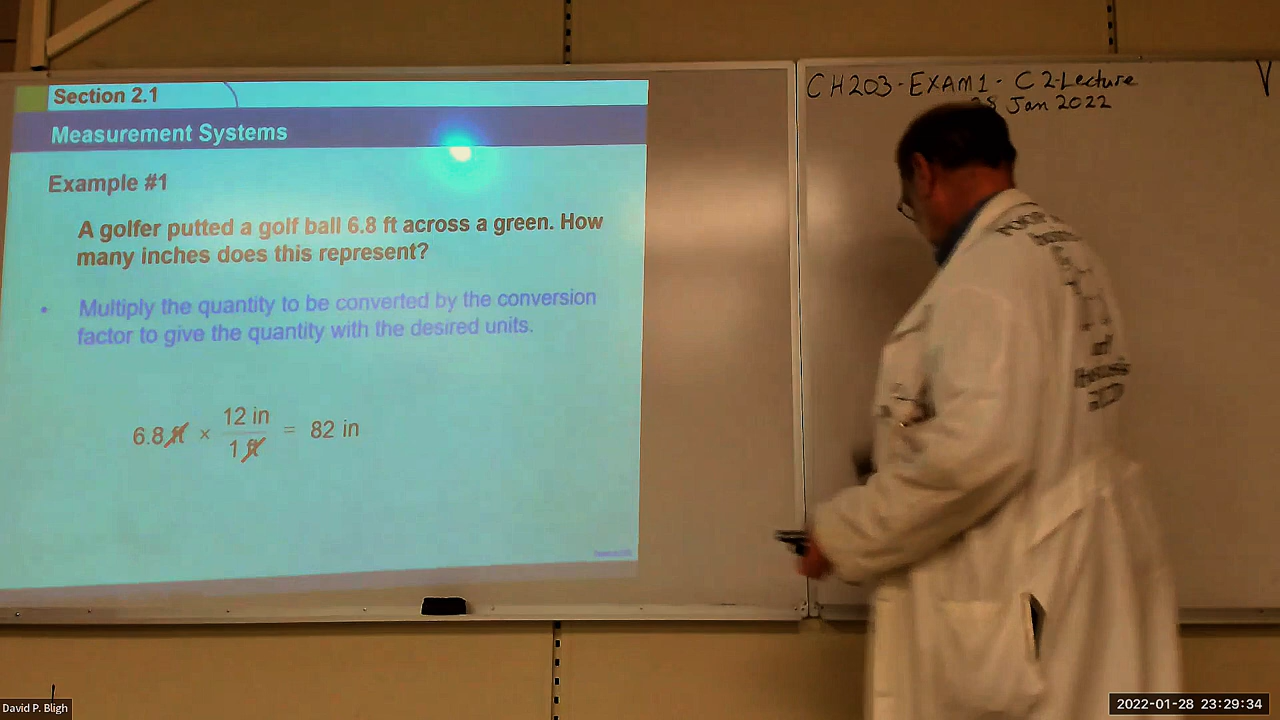 Section 2.1
Measurement Systems
Example #1
A golfer putted a golf ball 6.8 ft across a green. How
many inches does this represent?
• Multiply the quantity to be converted by the conversion
factor to give the quantity with the desired units.
6.8 ft × 12 in / 1 ft = 82 in
CH203-EXAM1- C2-Lecture
28 Jan 2022
David P. Bligh
2022-01-28 23:29:34